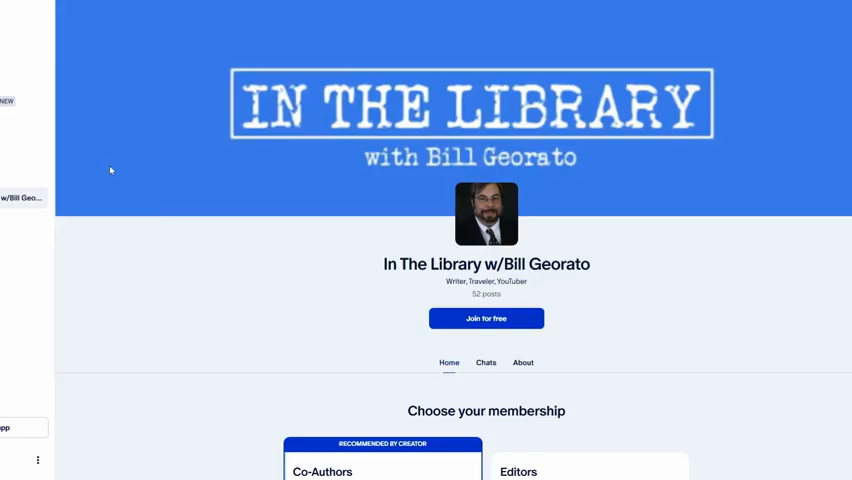 IN THE LIBRARY
with Bill Georato
NEW
w/Bill Geo...
In The Library w/Bill Georato
Writer, Traveler, YouTuber
52 posts
Join for free
Home Chats About
Choose your membership
RECOMMENDED BY CREATOR
Co-Authors Editors
app